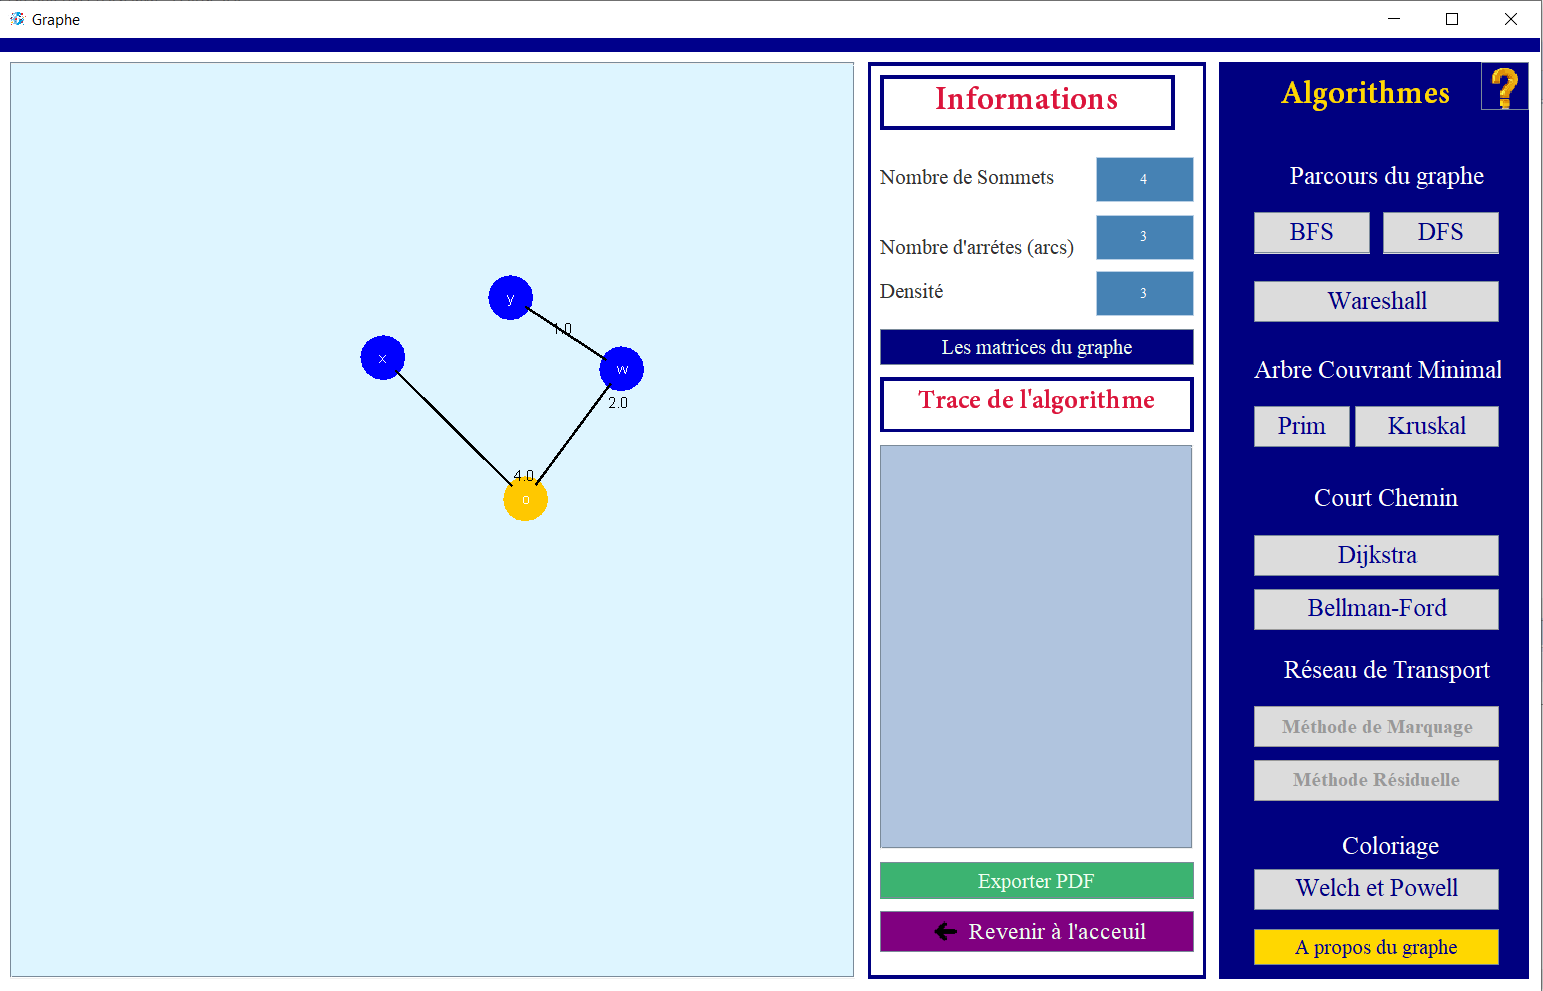 Graphe
y
1.0
x
w
2.0
4.0
o
Informations
Nombre de Sommets
4
Nombre d'arrétes (arcs)
3
Densité
3
Les matrices du graphe
Trace de l'algorithme
Exporter PDF
Revenir à l'acceuil
Algorithmes
?
Parcours du graphe
BFS
DFS
Wareshall
Arbre Couvrant Minimal
Prim
Kruskal
Court Chemin
Dijkstra
Bellman-Ford
Réseau de Transport
Méthode de Marquage
Méthode Résiduelle
Coloriage
Welch et Powell
A propos du graphe